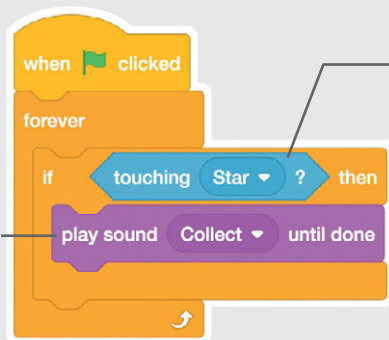 when clicked
forever
if touching Star ? then
play sound Collect until done